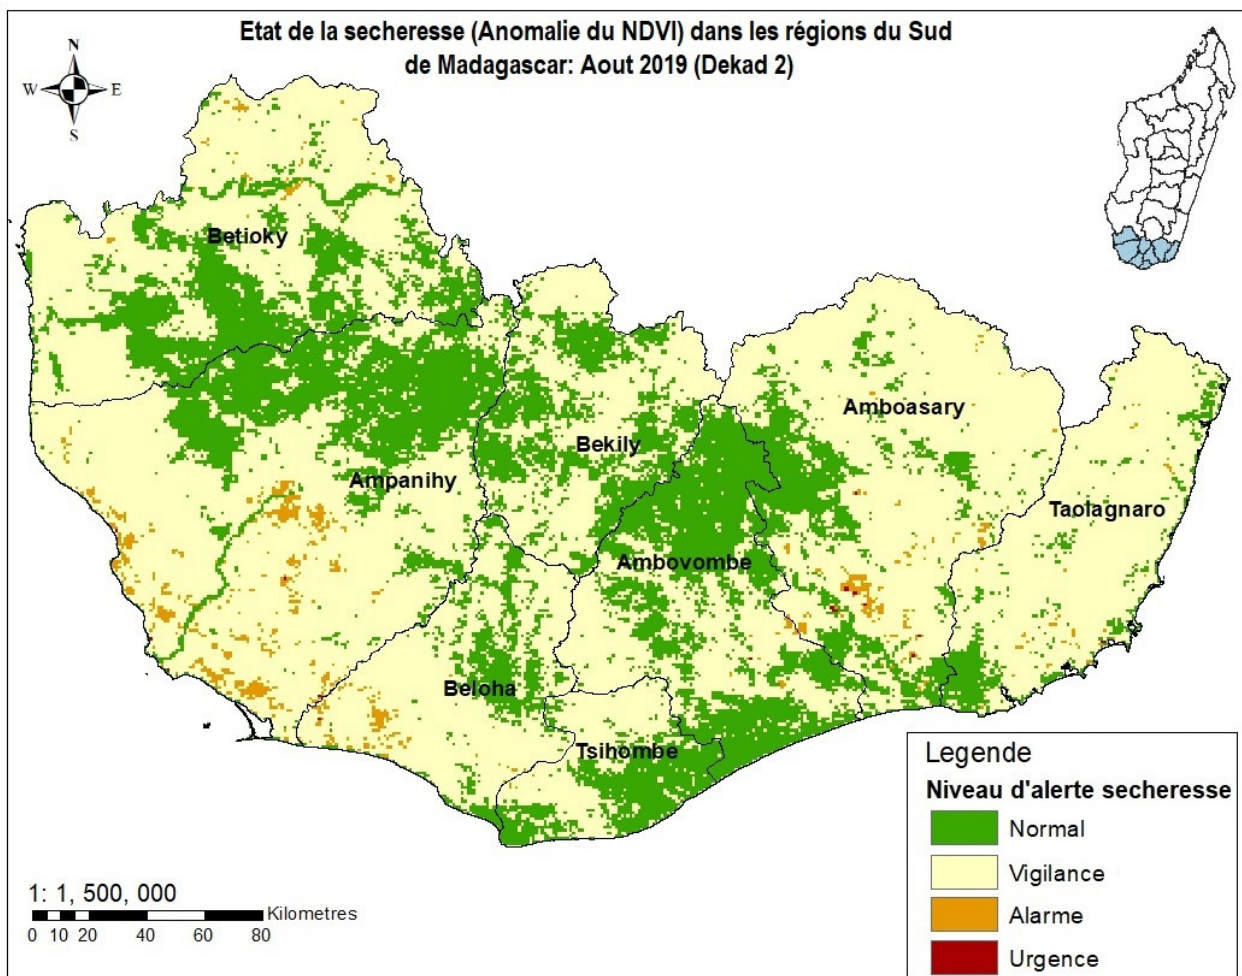 Etat de la secheresse (Anomalie du NDVI) dans les régions du Sud
de Madagascar: Aout 2019 (Dekad 2)
N
W E
S
Betioky
Amboasary
Bekily
Ampanihy
Taolagnaro
Ambovombe
Beloha
Tsihombe
Legende
Niveau d'alerte secheresse
Normal
Vigilance
Alarme
Urgence
1: 1, 500, 000
Kilometres
0 10 20 40 60 80